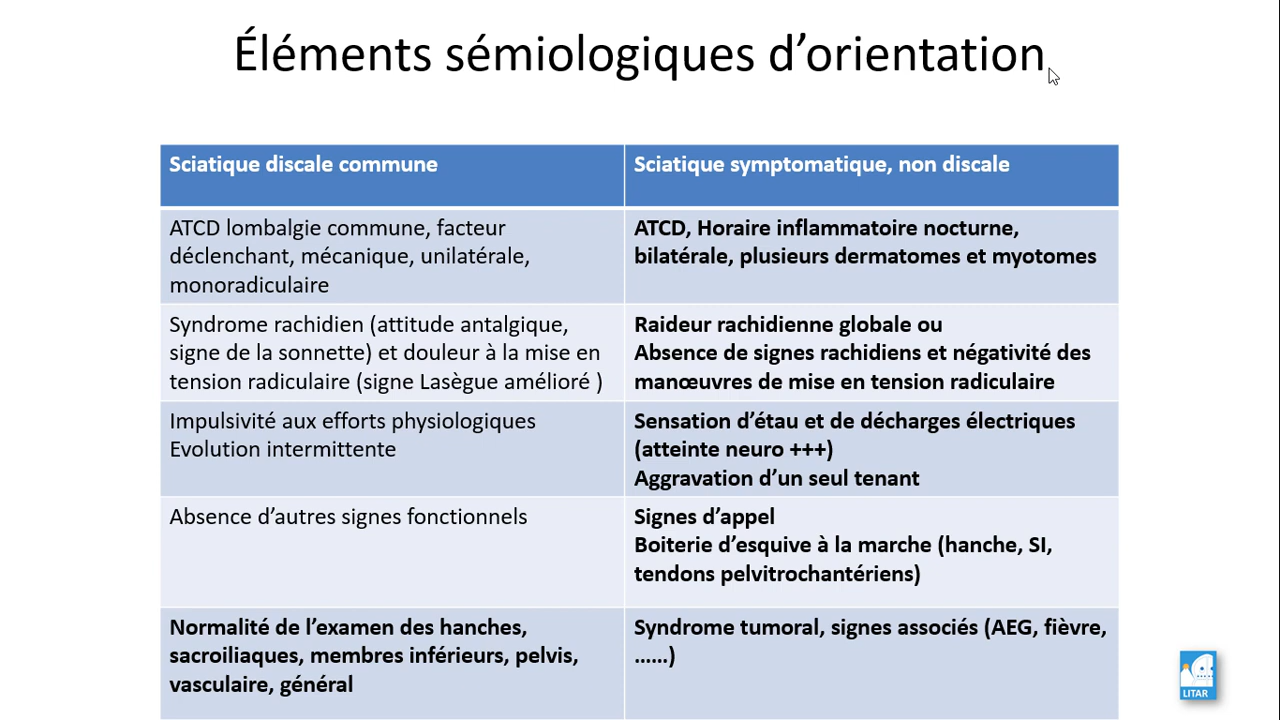 Éléments sémiologiques d’orientation
Sciatique discale commune
Sciatique symptomatique, non discale
ATCD lombalgie commune, facteur
déclenchant, mécanique, unilatérale,
monoradiculaire
ATCD, Horaire inflammatoire nocturne,
bilatérale, plusieurs dermatomes et myotomes
Syndrome rachidien (attitude antalgique,
signe de la sonnette) et douleur à la mise en
tension radiculaire (signe Lasègue amélioré )
Raideur rachidienne globale ou
Absence de signes rachidiens et négativité des
manœuvres de mise en tension radiculaire
Impulsivité aux efforts physiologiques
Evolution intermittente
Sensation d’étau et de décharges électriques
(atteinte neuro +++)
Aggravation d’un seul tenant
Absence d’autres signes fonctionnels
Signes d’appel
Boiterie d’esquive à la marche (hanche, SI,
tendons pelvitrochantériens)
Normalité de l’examen des hanches,
sacroiliaques, membres inférieurs, pelvis,
vasculaire, général
Syndrome tumoral, signes associés (AEG, fièvre,
......)
LITAR